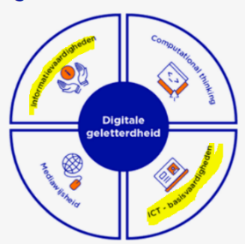 informatievaardigheden
Computational thinking
Digitale
geletterdheid
Mediawijsheid
ICT - basisvaardigheden